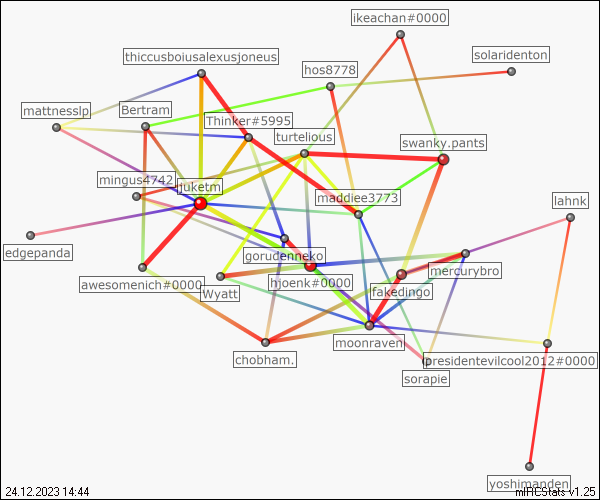 ikeachan#0000
thiccusboiusalexusjoneus
solaridenton
hos8778
mattnesslp
Bertram
Thinker#5995
turtelious
swanky.pants
mingus4742
juketm
maddiee3773
lahnk
edgepanda
gorudenneko
mercurybro
awesomenich#0000
hjoenk#0000
Wyatt
fakedingo
moonraven
chobham.
presidentevilcool2012#0000
sorapie
yoshimanden
24.12.2023 14:44
mIRCStats v1.25